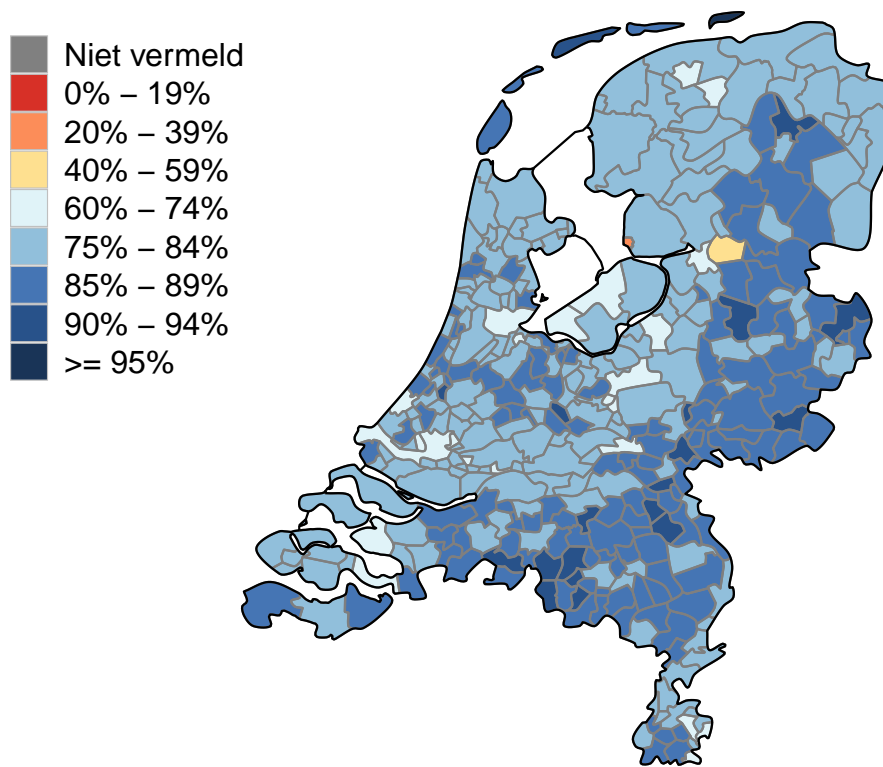 Niet vermeld
0% – 19%
20% – 39%
40% – 59%
60% – 74%
75% – 84%
85% – 89%
90% – 94%
>= 95%